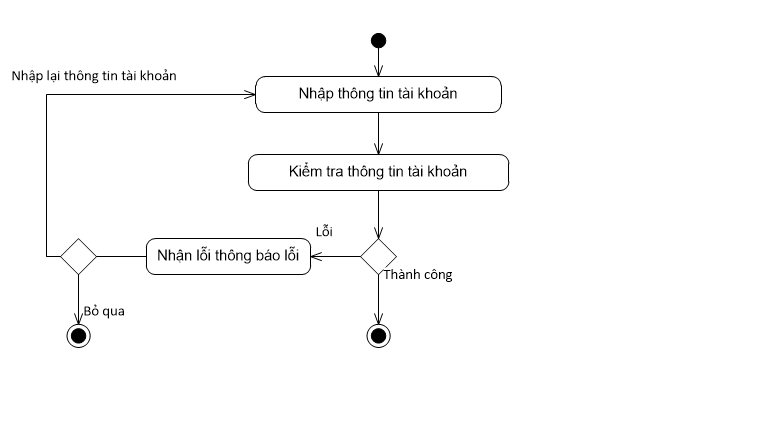 Nhập lại thông tin tài khoản
Nhập thông tin tài khoản
Kiểm tra thông tin tài khoản
Lỗi
Nhận lỗi thông báo lỗi
Thành công
Bỏ qua